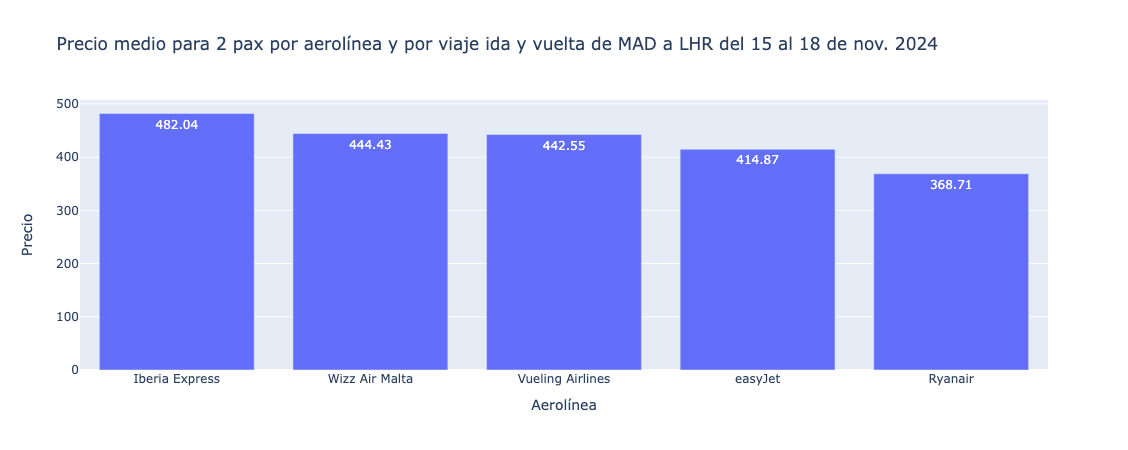 Precio medio para 2 pax por aerolínea y por viaje ida y vuelta de MAD a LHR del 15 al 18 de nov. 2024
500
400
300
200
100
0
Precio
482.04
444.43
442.55
414.87
368.71
Iberia Express
Wizz Air Malta
Vueling Airlines
easyJet
Ryanair
Aerolínea